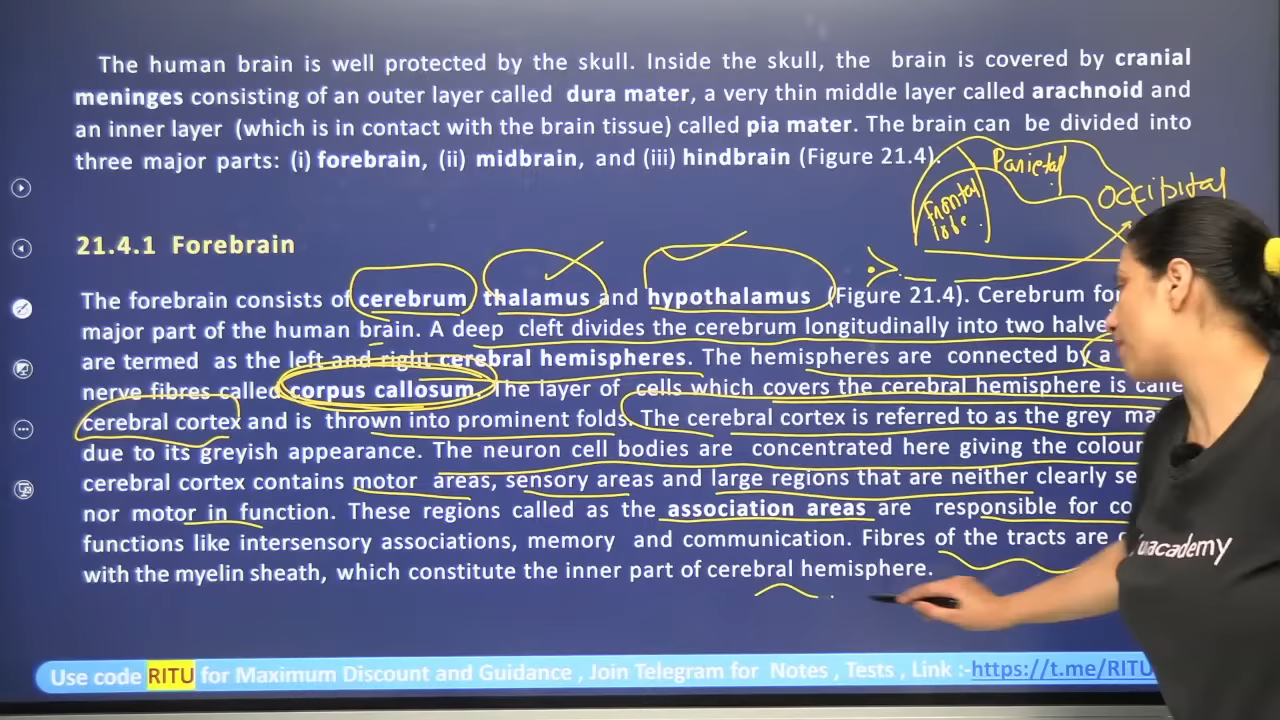 The human brain is well protected by the skull. Inside the skull, the brain is covered by cranial
meninges consisting of an outer layer called dura mater, a very thin middle layer called arachnoid and
an inner layer (which is in contact with the brain tissue) called pia mater. The brain can be divided into
three major parts: (i) forebrain, (ii) midbrain, and (iii) hindbrain (Figure 21.4).
Parietal
Frontal
lobe
Occipital
21.4.1 Forebrain
The forebrain consists of cerebrum thalamus and hypothalamus (Figure 21.4). Cerebrum
major part of the human brain. A deep cleft divides the cerebrum longitudinally into two
are termed as the left and right cerebral hemispheres. The hemispheres are connected by a
nerve fibres called corpus callosum. The layer of cells which covers the cerebral hemisphere is
cerebral cortex and is thrown into prominent folds. The cerebral cortex is referred to as the grey
due to its greyish appearance. The neuron cell bodies are concentrated here giving the colour
cerebral cortex contains motor areas, sensory areas and large regions that are neither clearly
nor motor in function. These regions called as the association areas are responsible for
functions like intersensory associations, memory and communication. Fibres of the tracts are
with the myelin sheath, which constitute the inner part of cerebral hemisphere.
unacademy
Use code RITU for Maximum Discount and Guidance , Join Telegram for Notes , Tests , Link :-https://t.me/RITU